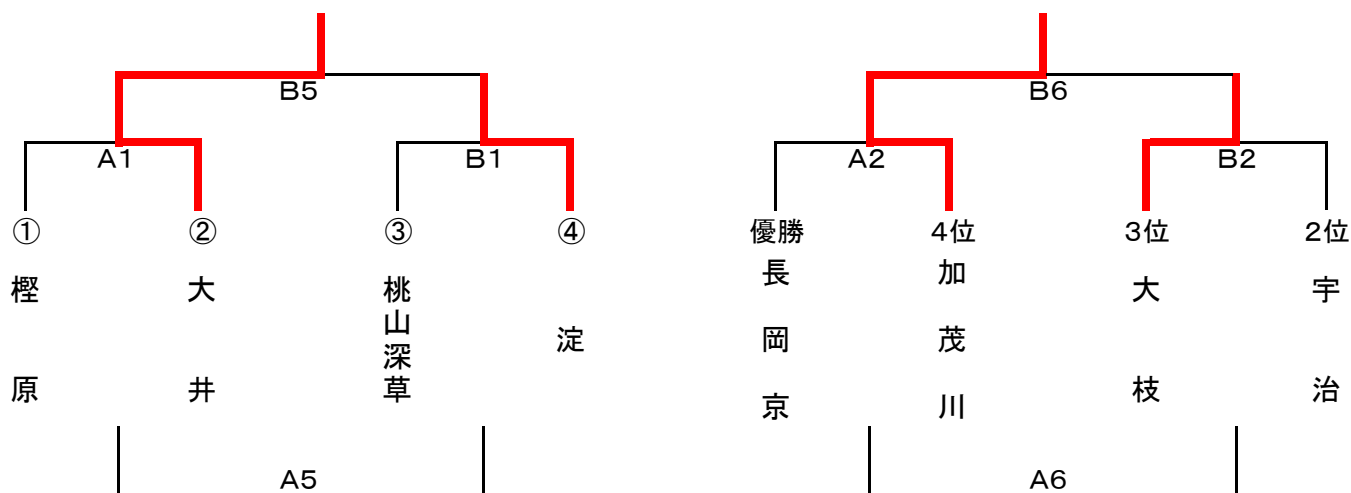 B5 B6
A1 B1 A2 B2
① ② ③ ④ 優勝 4位 3位 2位
樫原 大井 桃山深草 淀 長岡京 加茂川 大枝 宇治
A5 A6